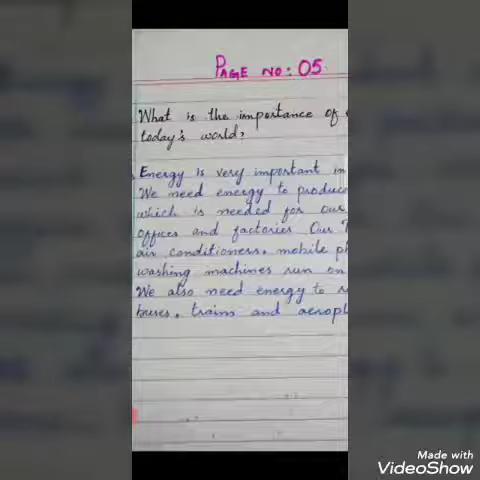 PAGE NO: 05
What is the importance of
today's world?
Energy is very important in
We need energy to produce
which is needed for our
offices and factories. Our
air conditioners, mobile
washing machines run on
We also need energy to
buses, trains and
Made with
VideoShow